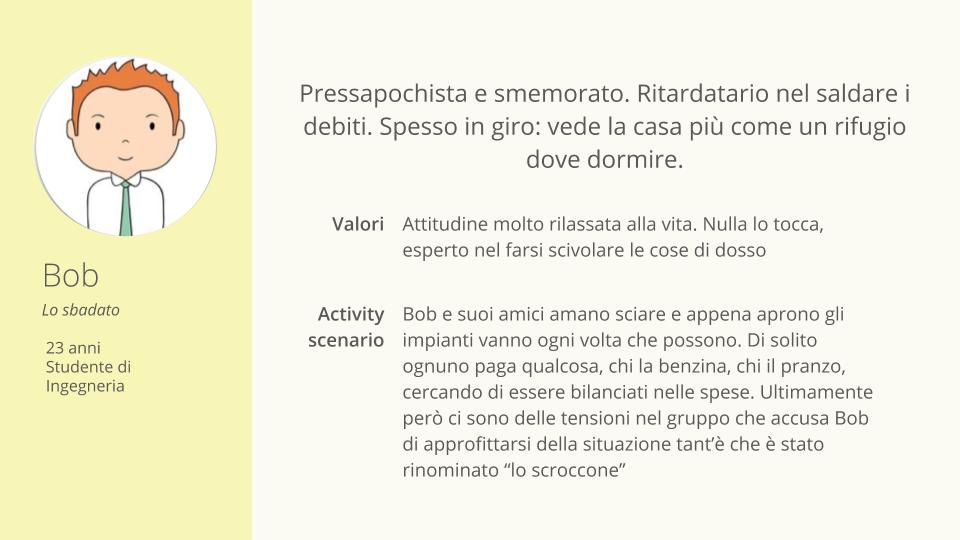 Bob
Lo sbadato
23 anni
Studente di
Ingegneria
Pressapochista e smemorato. Ritardatario nel saldare i
debiti. Spesso in giro: vede la casa più come un rifugio
dove dormire.
Valori
Attitudine molto rilassata alla vita. Nulla lo tocca,
esperto nel farsi scivolare le cose di dosso
Activity
scenario
Bob e suoi amici amano sciare e appena aprono gli
impianti vanno ogni volta che possono. Di solito
ognuno paga qualcosa, chi la benzina, chi il pranzo,
cercando di essere bilanciati nelle spese. Ultimamente
però ci sono delle tensioni nel gruppo che accusa Bob
di approfittarsi della situazione tant’è che è stato
rinominato “lo scroccone”